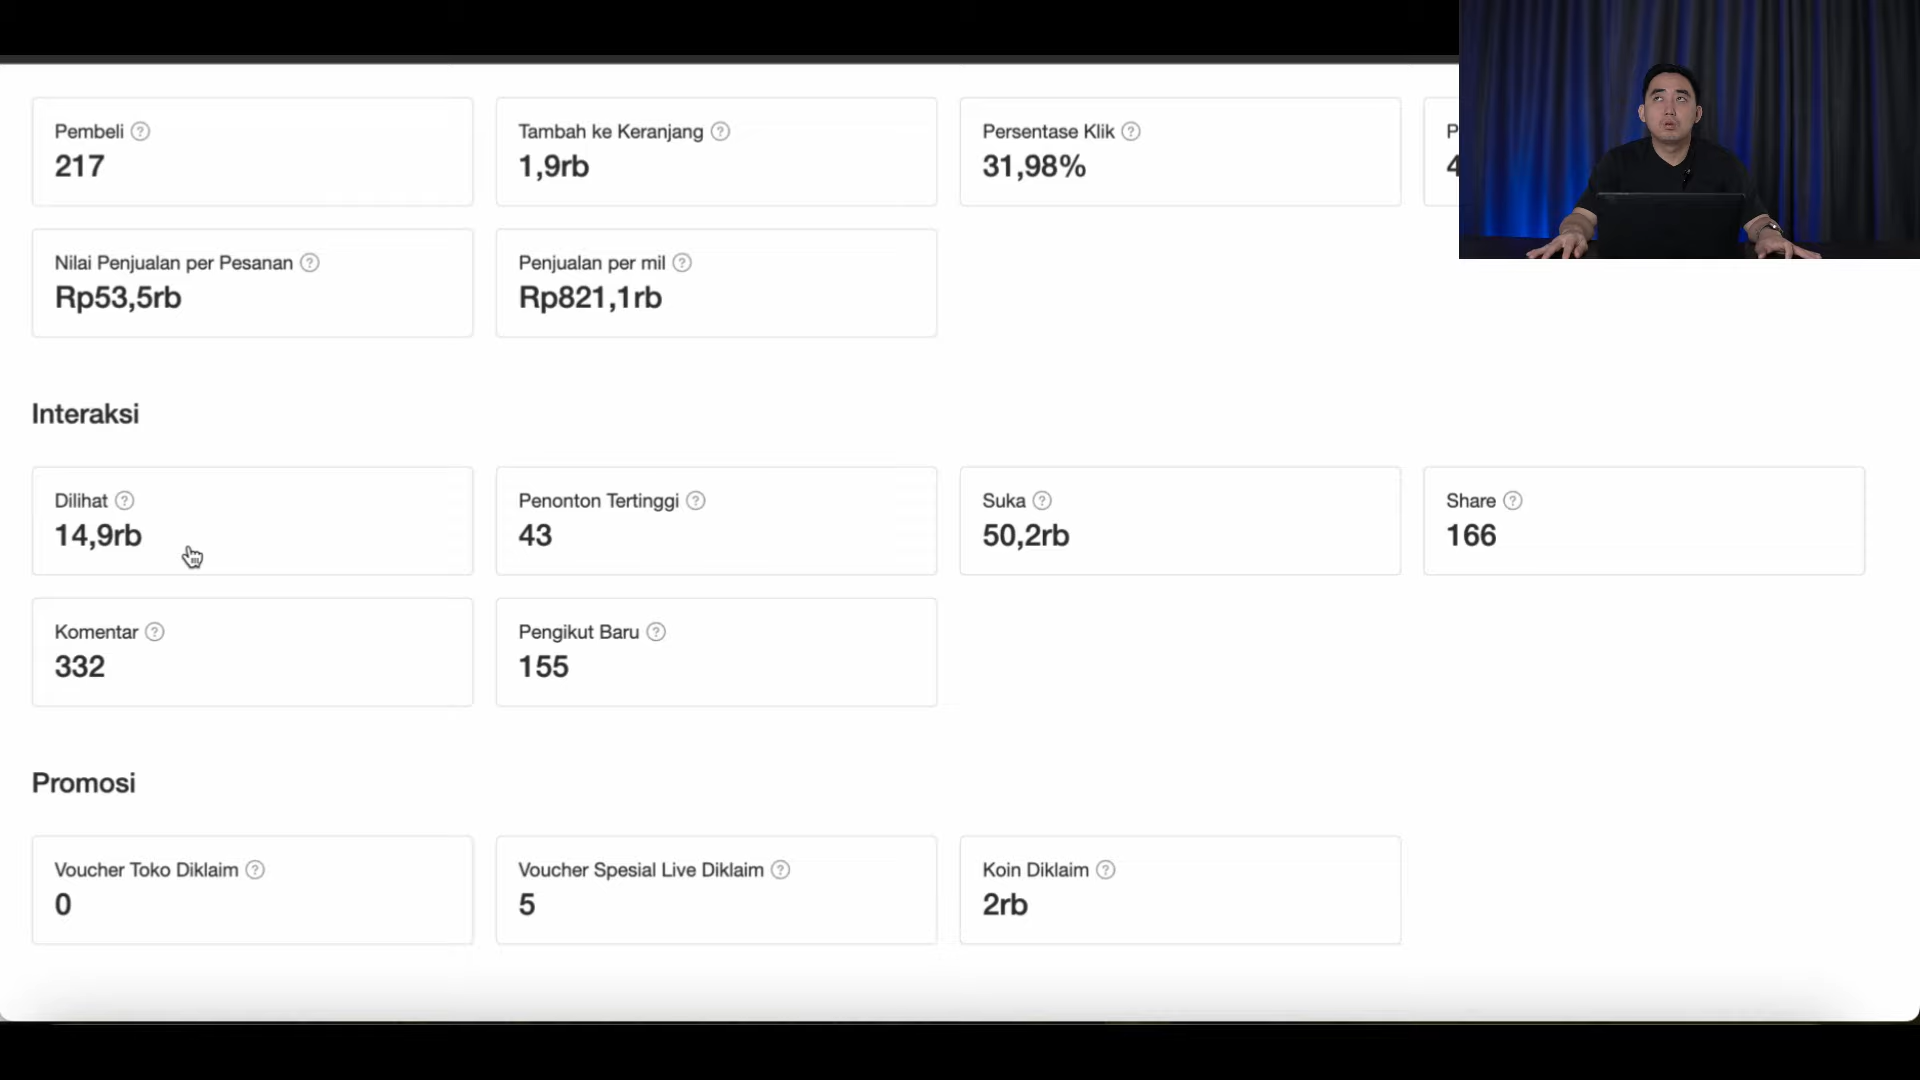 Pembeli
217
Tambah ke Keranjang
1,9rb
Persentase Klik
31,98%
P
4
Nilai Penjualan per Pesanan
Rp53,5rb
Penjualan per mil
Rp821,1rb
Interaksi
Dilihat
14,9rb
Penonton Tertinggi
43
Suka
50,2rb
Share
166
Komentar
332
Pengikut Baru
155
Promosi
Voucher Toko Diklaim
0
Voucher Spesial Live Diklaim
5
Koin Diklaim
2rb